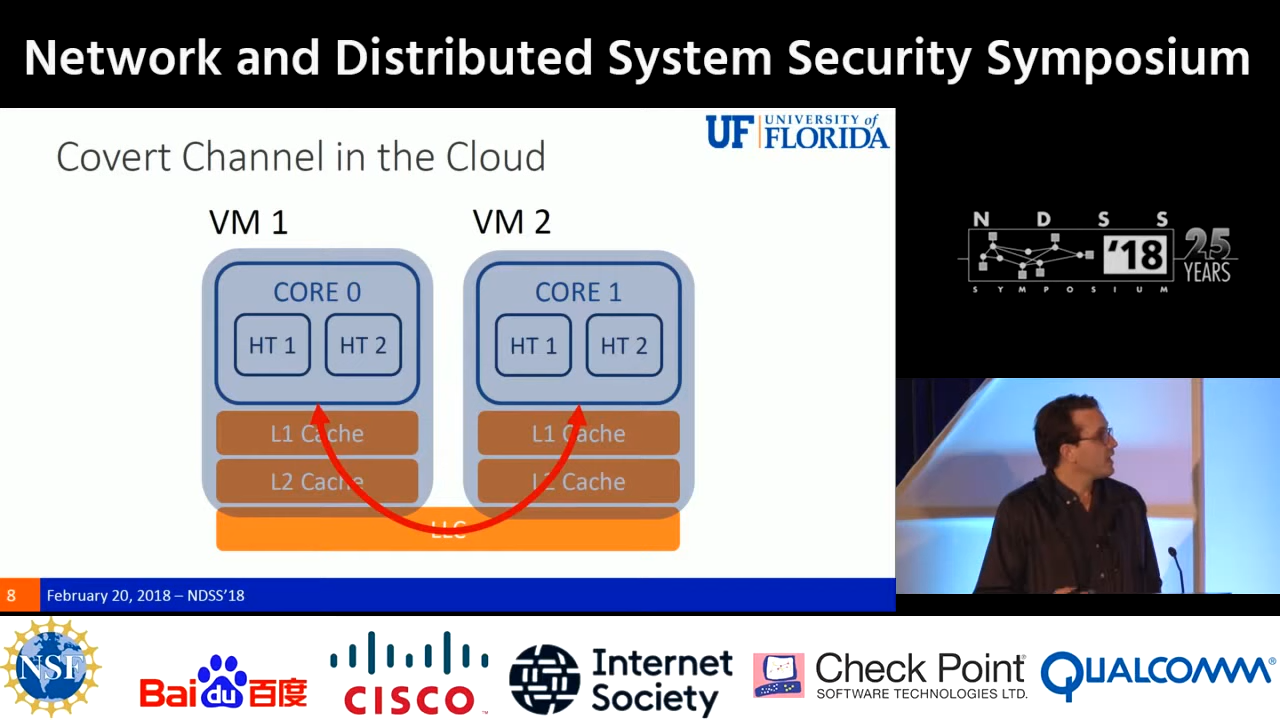 Network and Distributed System Security Symposium
Covert Channel in the Cloud
UF UNIVERSITY of FLORIDA
VM 1
VM 2
CORE 0
CORE 1
HT 1
HT 2
HT 1
HT 2
L1 Cache
L1 Cache
L2 Cache
L2 Cache
LLC
8
February 20, 2018 – NDSS'18
N D S S
'18
25 YEARS
SYMPOSIUM
NSF
Bai du 百度
CISCO
Internet Society
Check Point
SOFTWARE TECHNOLOGIES LTD.
QUALCOMM